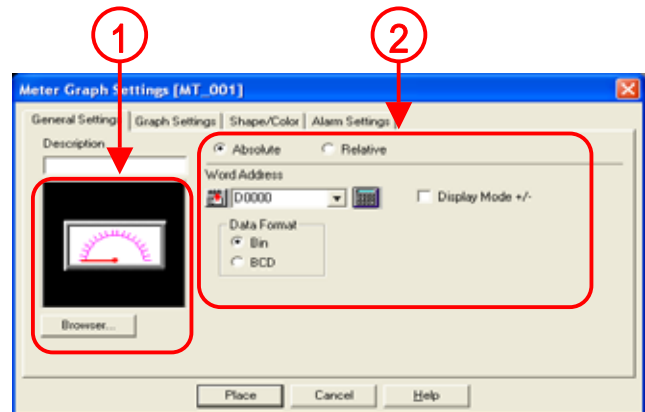 1 2
Meter Graph Settings [MT_001]
General Settings Graph Settings Shape/Color Alarm Settings
Description
Absolute Relative
Word Address
D0000 Display Mode +/-
Data Format
Bin
BCD
Browser...
Place Cancel Help